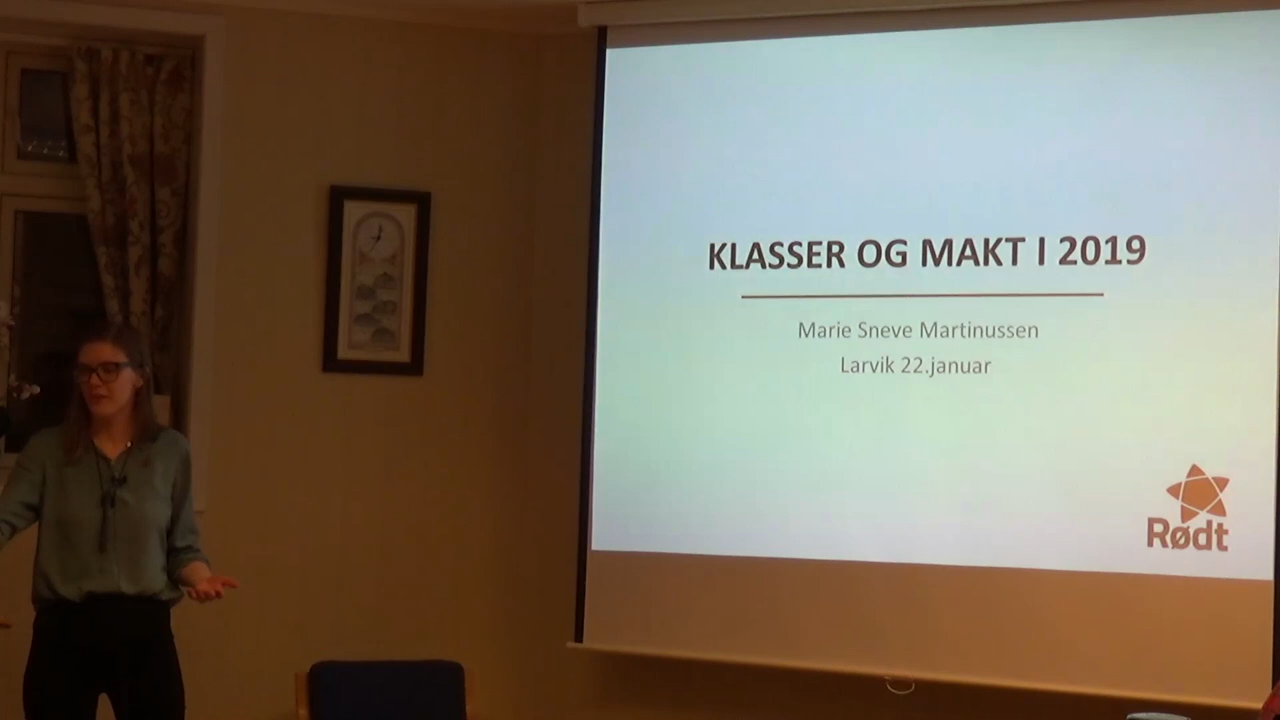 KLASSER OG MAKT I 2019
Marie Sneve Martinussen
Larvik 22.januar
Rødt